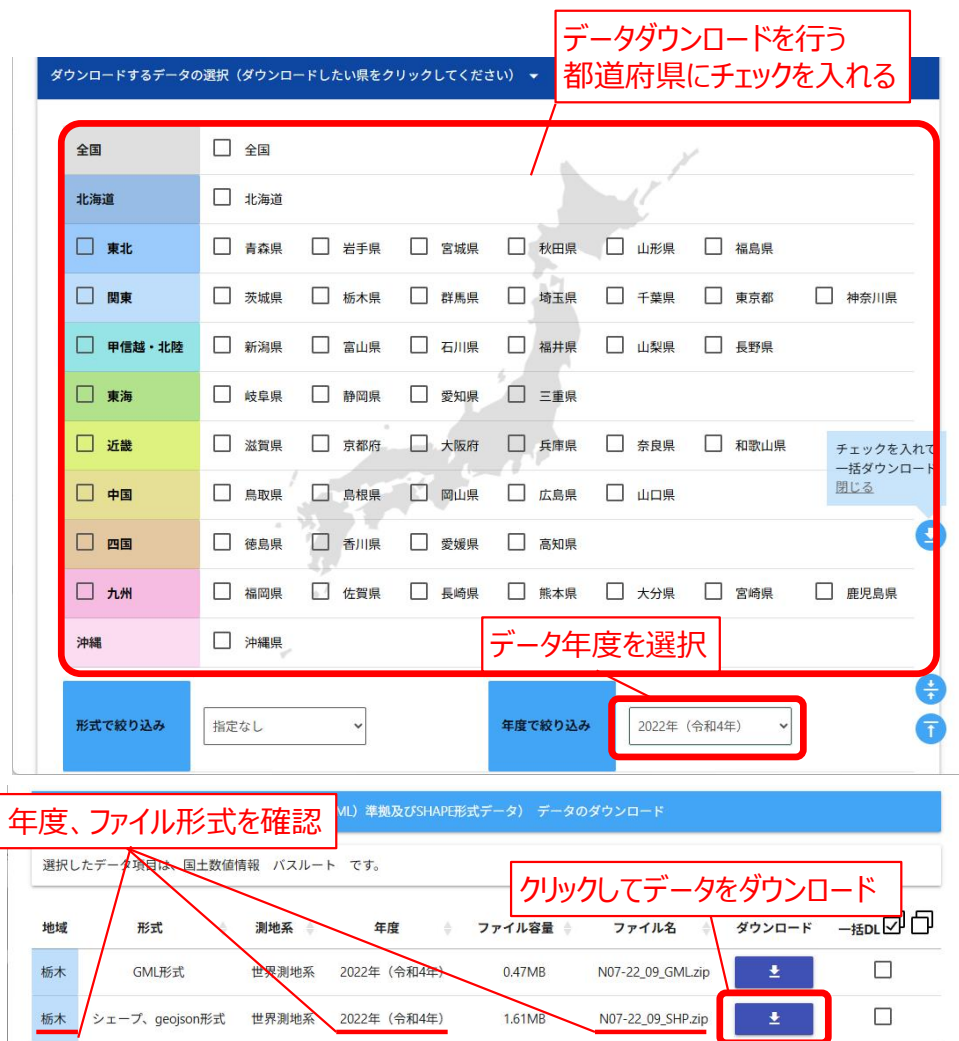 データダウンロードを行う
都道府県にチェックを入れる
ダウンロードするデータの選択（ダウンロードしたい県をクリックしてください）
全国 全国
北海道 北海道
東北 青森県 岩手県 宮城県 秋田県 山形県 福島県
関東 茨城県 栃木県 群馬県 埼玉県 千葉県 東京都 神奈川県
甲信越・北陸 新潟県 富山県 石川県 福井県 山梨県 長野県
東海 岐阜県 静岡県 愛知県 三重県
近畿 滋賀県 京都府 大阪府 兵庫県 奈良県 和歌山県
チェックを入れて
一括ダウンロード
閉じる
中国 鳥取県 島根県 岡山県 広島県 山口県
四国 徳島県 香川県 愛媛県 高知県
九州 福岡県 佐賀県 長崎県 熊本県 大分県 宮崎県 鹿児島県
沖縄 沖縄県
データ年度を選択
形式で絞り込み 指定なし 年度で絞り込み 2022年（令和4年）
年度、ファイル形式を確認
ML）準拠及びSHAPE形式データ） データのダウンロード
選択したデータ項目は、国土数値情報 バスルート です。
クリックしてデータをダウンロード
地域 形式 測地系 年度 ファイル容量 ファイル名 ダウンロード 一括DL
栃木 GML形式 世界測地系 2022年（令和4年） 0.47MB N07-22_09_GML.zip
栃木 シェープ、geojson形式 世界測地系 2022年（令和4年） 1.61MB N07-22_09_SHP.zip